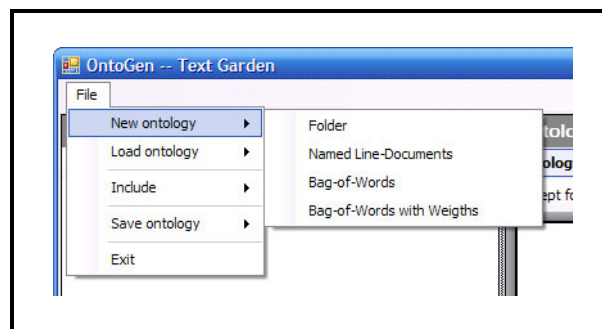 OntoGen -- Text Garden
File
New ontology
Load ontology
Include
Save ontology
Exit
Folder
Named Line-Documents
Bag-of-Words
Bag-of-Words with Weigths